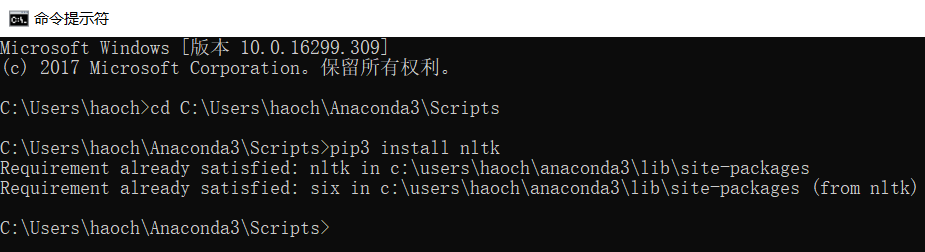 命令提示符
Microsoft Windows [版本 10.0.16299.309]
(c) 2017 Microsoft Corporation。保留所有权利。
C:\Users\haoch>cd C:\Users\haoch\Anaconda3\Scripts
C:\Users\haoch\Anaconda3\Scripts>pip3 install nltk
Requirement already satisfied: nltk in c:\users\haoch\anaconda3\lib\site-packages
Requirement already satisfied: six in c:\users\haoch\anaconda3\lib\site-packages (from nltk)
C:\Users\haoch\Anaconda3\Scripts>